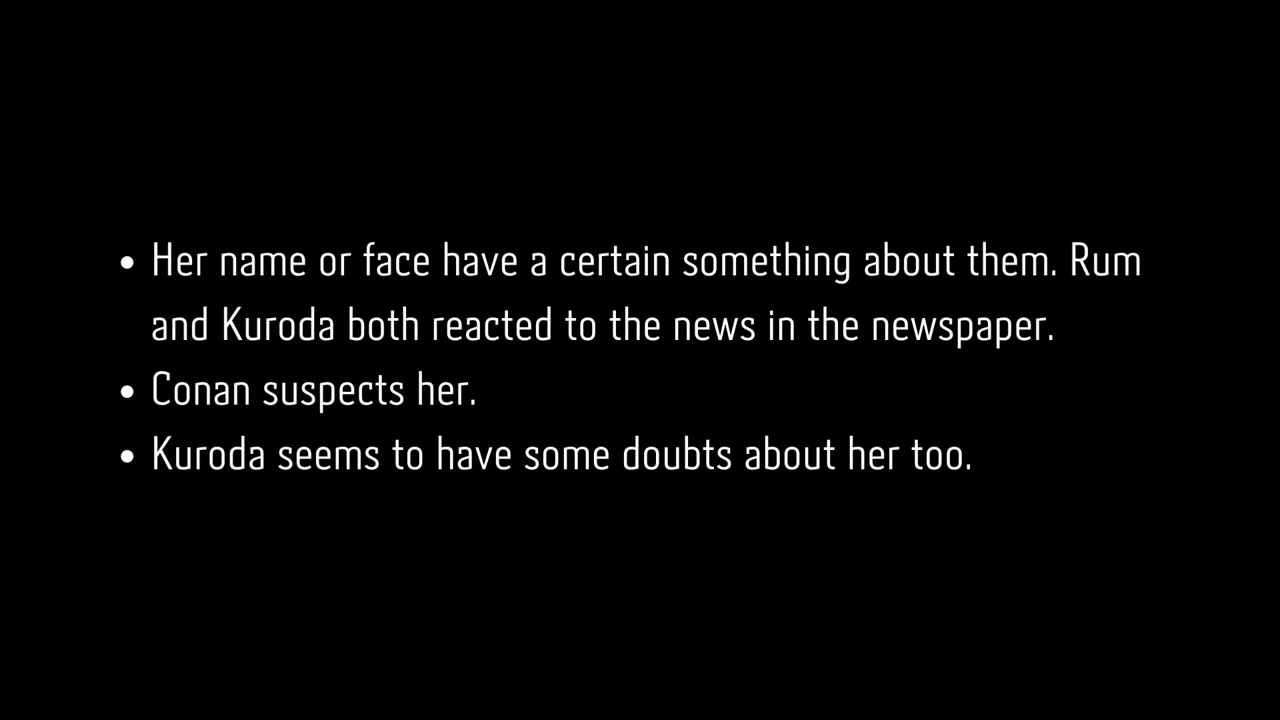 • Her name or face have a certain something about them. Rum
and Kuroda both reacted to the news in the newspaper.
• Conan suspects her.
• Kuroda seems to have some doubts about her too.